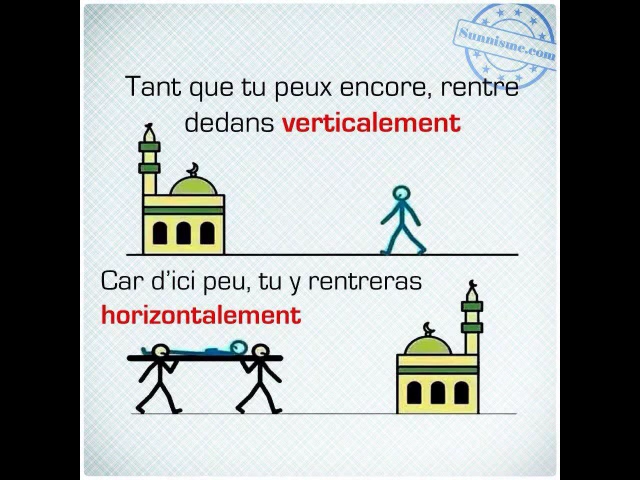 Sunnisme.com
Tant que tu peux encore, rentre
dedans verticalement
Car d'ici peu, tu y rentreras
horizontalement